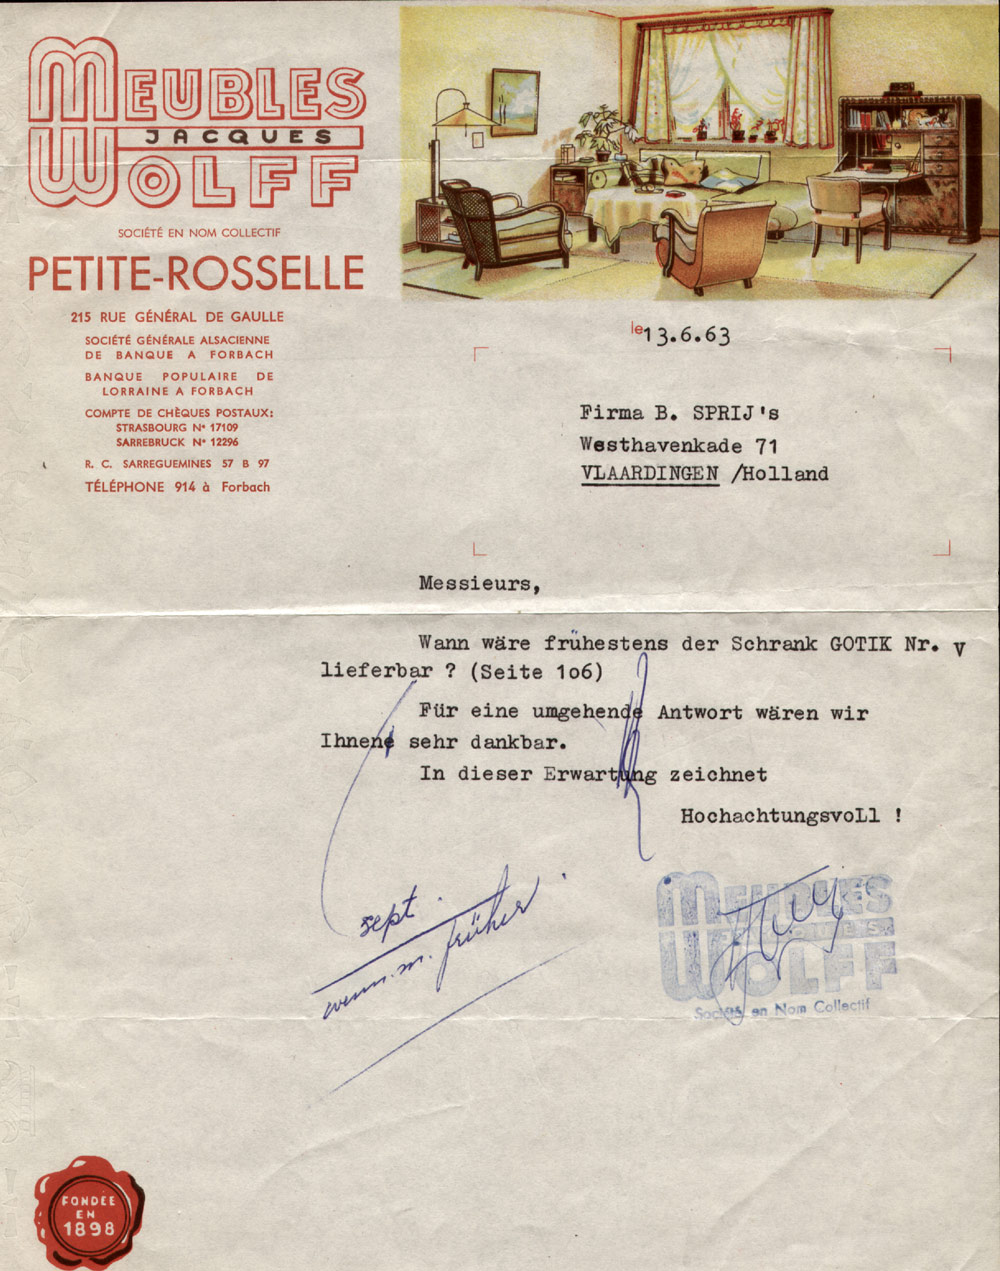 MEUBLES
JACQUES
WOLFF
SOCIÉTÉ EN NOM COLLECTIF
PETITE-ROSSELLE
215 RUE GÉNÉRAL DE GAULLE
SOCIÉTÉ GÉNÉRALE ALSACIENNE
DE BANQUE A FORBACH
BANQUE POPULAIRE DE
LORRAINE A FORBACH
COMPTE DE CHÈQUES POSTAUX:
STRASBOURG N° 17109
SARREBRUCK N° 12296
R. C. SARREGUEMINES 57 B 97
TÉLÉPHONE 914 à Forbach
le 13.6.63
Firma B. SPRIJ's
Westhavenkade 71
VLAARDINGEN /Holland
Messieurs,
Wann wäre frühestens der Schrank GOTIK Nr. V
lieferbar ? (Seite 1o6)
Für eine umgehende Antwort wären wir
Ihnen sehr dankbar.
In dieser Erwartung zeichnet
HochachtungsvoLl !
sept.
wenn. m. früher
MEUBLES
JACQUES
WOLFF
Société en Nom Collectif
FONDÉE
EN
1898